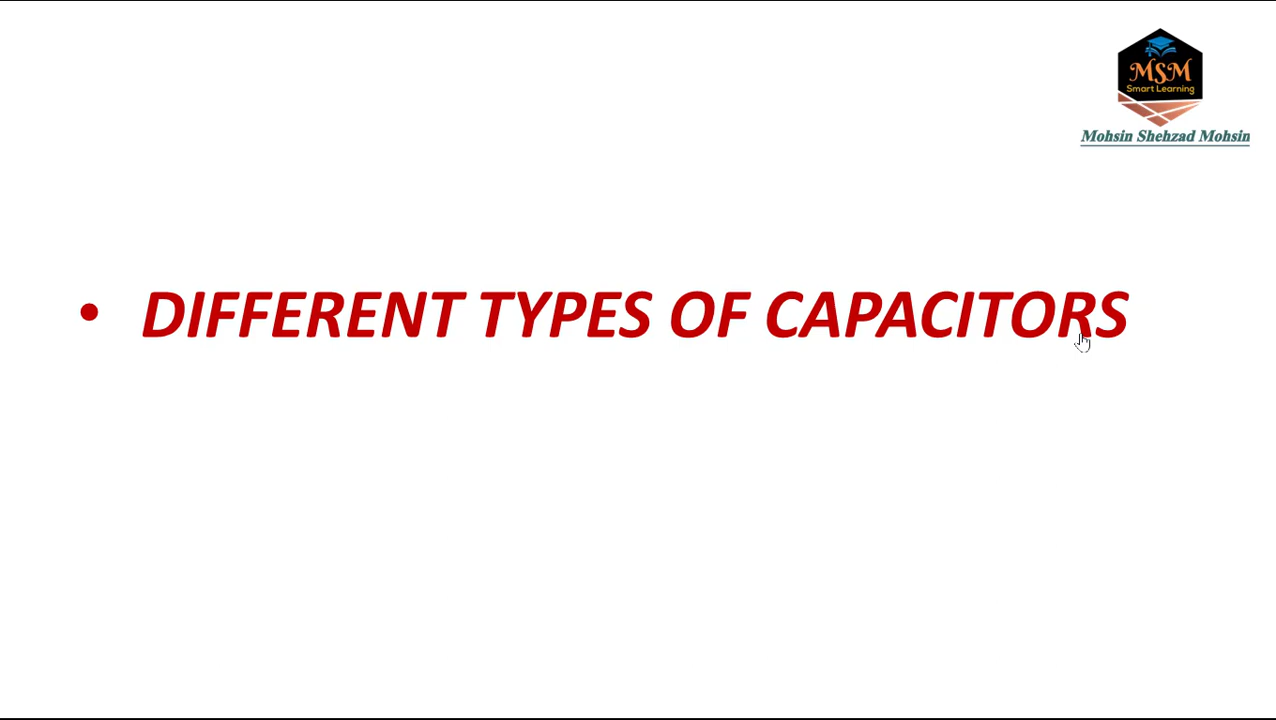 MSM
Smart Learning
Mohsin Shehzad Mohsin
• DIFFERENT TYPES OF CAPACITORS